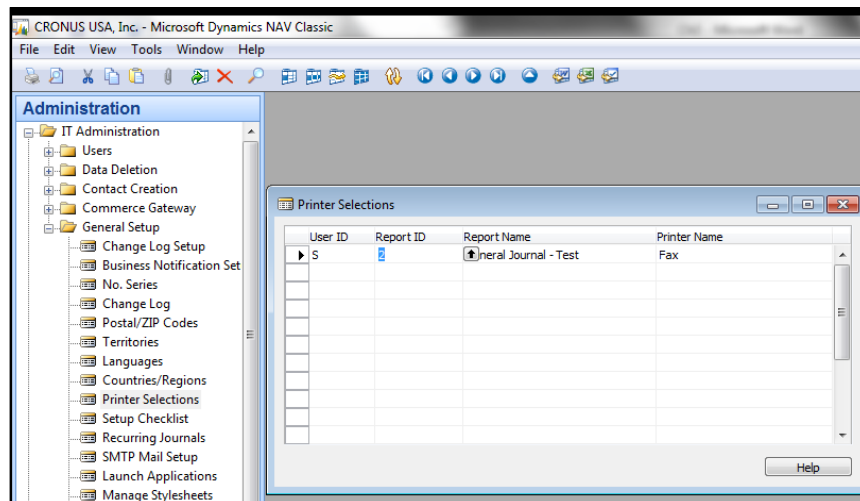 CRONUS USA, Inc. - Microsoft Dynamics NAV Classic
File Edit View Tools Window Help
Administration
IT Administration
Users
Data Deletion
Contact Creation
Commerce Gateway
General Setup
Change Log Setup
Business Notification Set
No. Series
Change Log
Postal/ZIP Codes
Territories
Languages
Countries/Regions
Printer Selections
Setup Checklist
Recurring Journals
SMTP Mail Setup
Launch Applications
Manage Stylesheets
Printer Selections
User ID Report ID Report Name Printer Name
S 2 neral Journal - Test Fax
Help